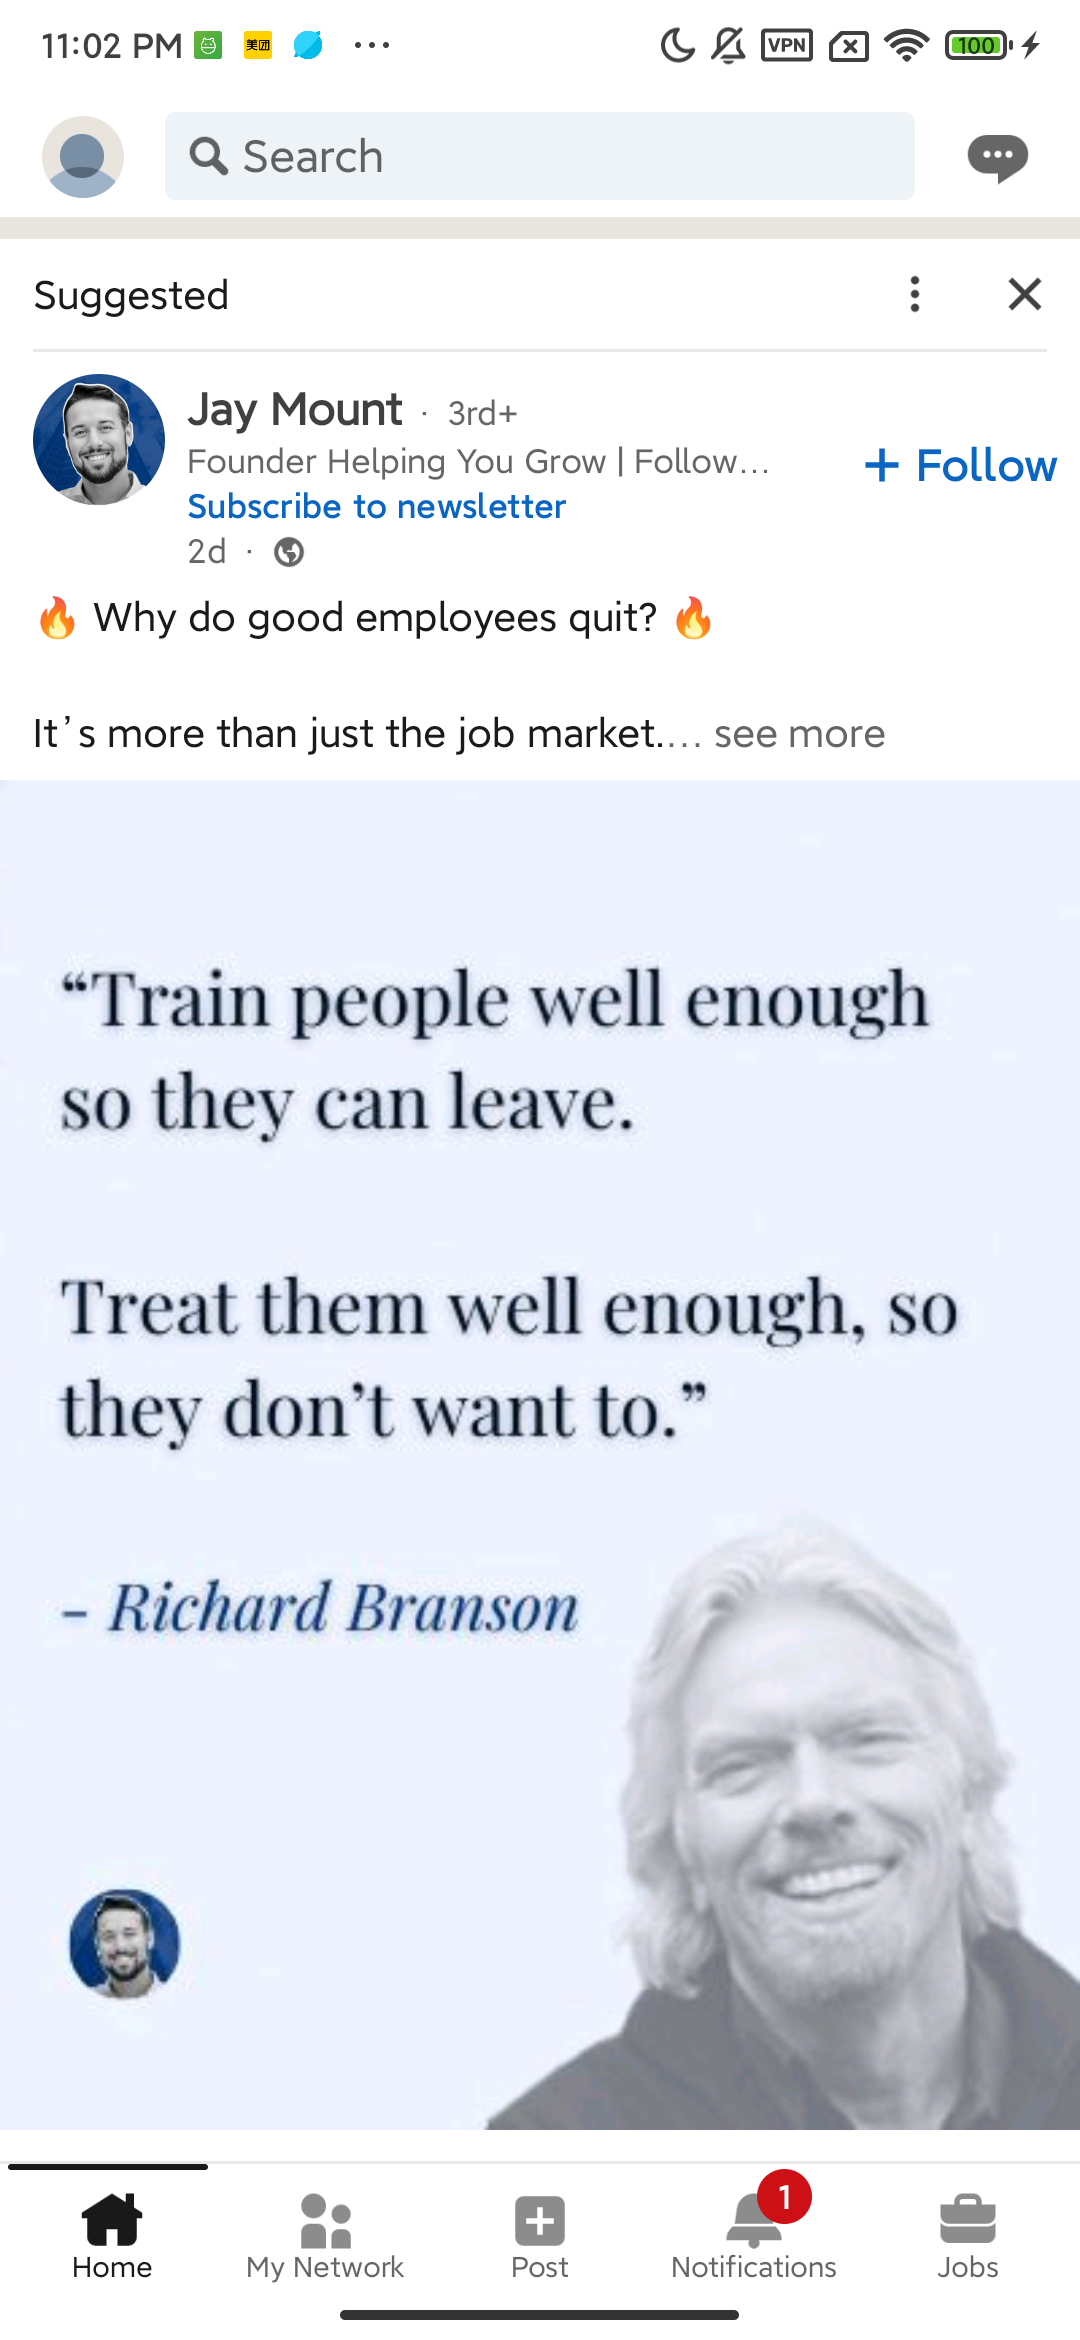 11:02 PM 美团 ... VPN 100
Search
Suggested
Jay Mount · 3rd+
Founder Helping You Grow | Follow...
+ Follow
Subscribe to newsletter
2d ·
🔥 Why do good employees quit? 🔥
It's more than just the job market.... see more
“Train people well enough
so they can leave.
Treat them well enough, so
they don’t want to.”
– Richard Branson
1
Home My Network Post Notifications Jobs